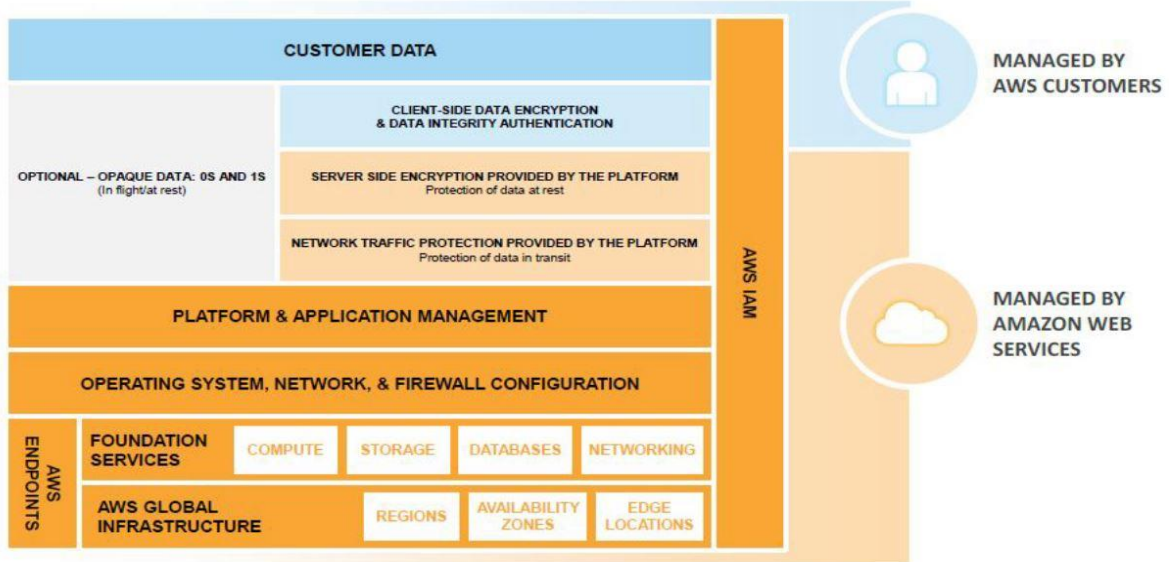 CUSTOMER DATA
OPTIONAL – OPAQUE DATA: 0S AND 1S
(In flight/at rest)
CLIENT-SIDE DATA ENCRYPTION
& DATA INTEGRITY AUTHENTICATION
SERVER SIDE ENCRYPTION PROVIDED BY THE PLATFORM
Protection of data at rest
NETWORK TRAFFIC PROTECTION PROVIDED BY THE PLATFORM
Protection of data in transit
PLATFORM & APPLICATION MANAGEMENT
OPERATING SYSTEM, NETWORK, & FIREWALL CONFIGURATION
AWS
ENDPOINTS
FOUNDATION
SERVICES
COMPUTE
STORAGE
DATABASES
NETWORKING
AWS GLOBAL
INFRASTRUCTURE
REGIONS
AVAILABILITY
ZONES
EDGE
LOCATIONS
AWS IAM
MANAGED BY
AWS CUSTOMERS
MANAGED BY
AMAZON WEB
SERVICES